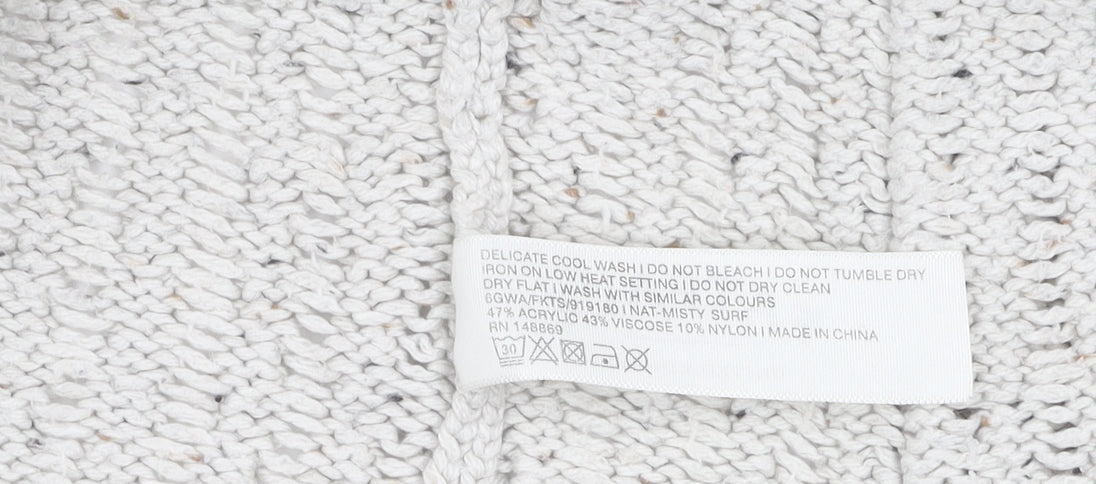 DELICATE COOL WASH | DO NOT BLEACH | DO NOT TUMBLE DRY
IRON ON LOW HEAT SETTING | DO NOT DRY CLEAN
DRY FLAT | WASH WITH SIMILAR COLOURS
6GWA/FKTS/919180 | NAT-MISTY SURF
47% ACRYLIC 43% VISCOSE 10% NYLON | MADE IN CHINA
RN 148869
30